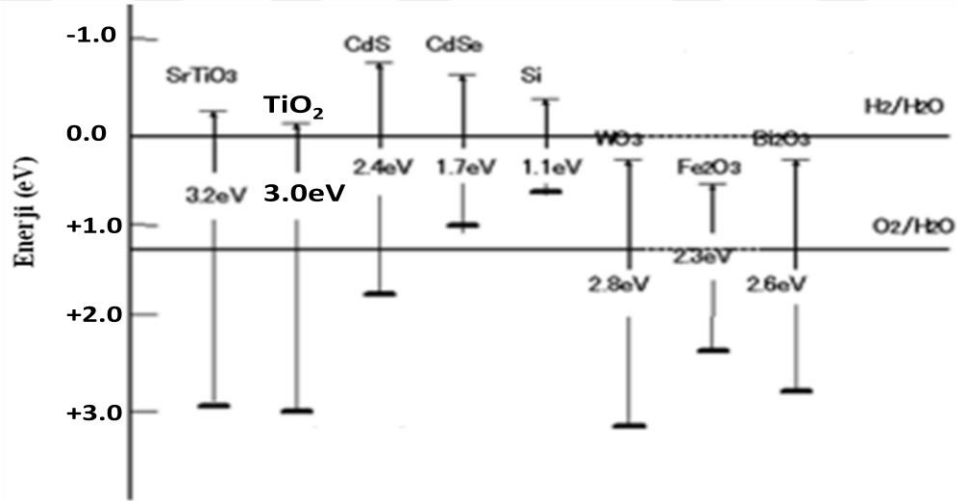 -1.0
CdS CdSe
SrTiO3 Si
TiO₂ H2/H2O
0.0
WO3 Bi2O3
2.4eV 1.7eV 1.1eV Fe2O3
3.2eV 3.0eV
Enerji (eV)
+1.0 O2/H2O
2.3eV
2.8eV 2.6eV
+2.0
+3.0